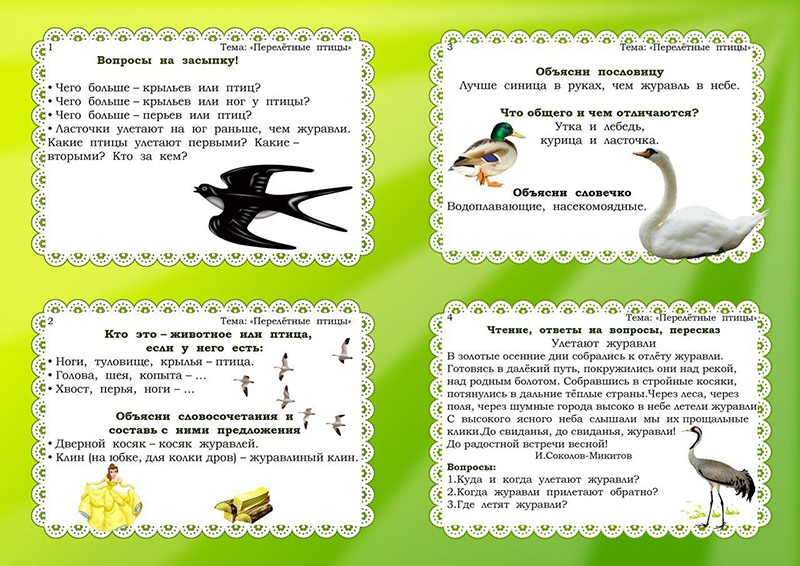 1
Тема: «Перелётные птицы»
Вопросы на засыпку!
• Чего больше – крыльев или птиц?
• Чего больше – крыльев или ног у птицы?
• Чего больше – перьев или птиц?
• Ласточки улетают на юг раньше, чем журавли.
Какие птицы улетают первыми? Какие –
вторыми? Кто за кем?
2
Тема: «Перелётные птицы»
Кто это – животное или птица,
если у него есть:
• Ноги, туловище, крылья – птица.
• Голова, шея, копыта – ...
• Хвост, перья, ноги – ...
Объясни словосочетания и
составь с ними предложения
• Дверной косяк – косяк журавлей.
• Клин (на юбке, для колки дров) – журавлиный клин.
3
Тема: «Перелётные птицы»
Объясни пословицу
Лучше синица в руках, чем журавль в небе.
Что общего и чем отличаются?
Утка и лебедь,
курица и ласточка.
Объясни словечко
Водоплавающие, насекомоядные.
4
Тема: «Перелётные птицы»
Чтение, ответы на вопросы, пересказ
Улетают журавли
В золотые осенние дни собрались к отлёту журавли.
Готовясь в далёкий путь, покружились они над рекой,
над родным болотом. Собравшись в стройные косяки,
потянулись в дальние тёплые страны.Через леса, через
поля, через шумные города высоко в небе летели журавли.
С высокого ясного неба слышали мы их прощальные
клики.До свиданья, до свиданья, журавли!
До радостной встречи весной!
И.Соколов-Микитов
Вопросы:
1.Куда и когда улетают журавли?
2.Когда журавли прилетают обратно?
3.Где летят журавли?